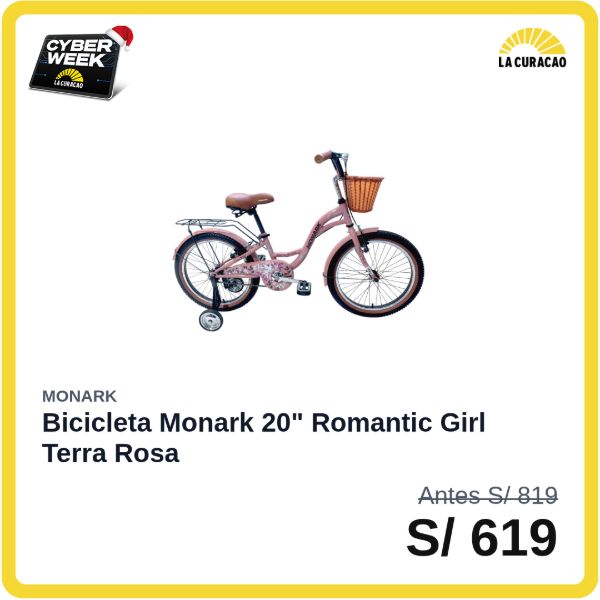 CYBER
WEEK
LA CURACAO
LA CURACAO
MONARK
Bicicleta Monark 20" Romantic Girl
Terra Rosa
Antes S/ 819
S/ 619